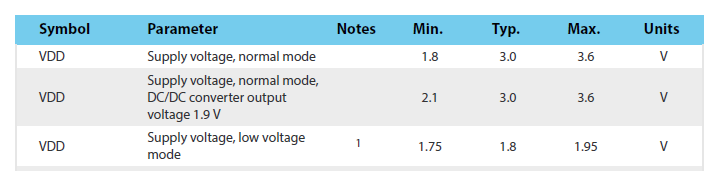 Symbol Parameter Notes Min. Typ. Max. Units
VDD Supply voltage, normal mode 1.8 3.0 3.6 V
Supply voltage, normal mode,
VDD DC/DC converter output 2.1 3.0 3.6 V
voltage 1.9 V
VDD Supply voltage, low voltage 1 1.75 1.8 1.95 V
mode